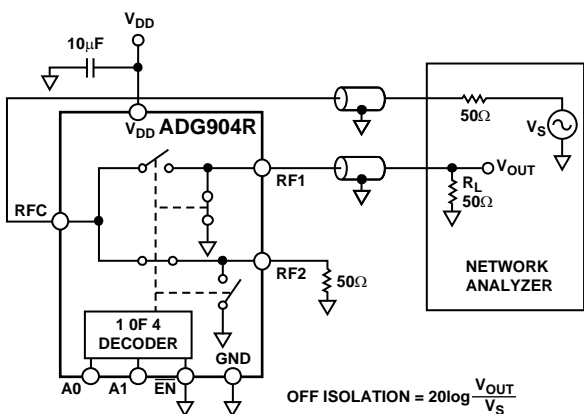 VDD
10µF
VDD
ADG904R
50Ω
VS
RF1
VOUT
RL
50Ω
RFC
RF2
50Ω
NETWORK
ANALYZER
1 0F 4
DECODER
GND
A0
A1
EN
OFF ISOLATION = 20log VOUT
VS